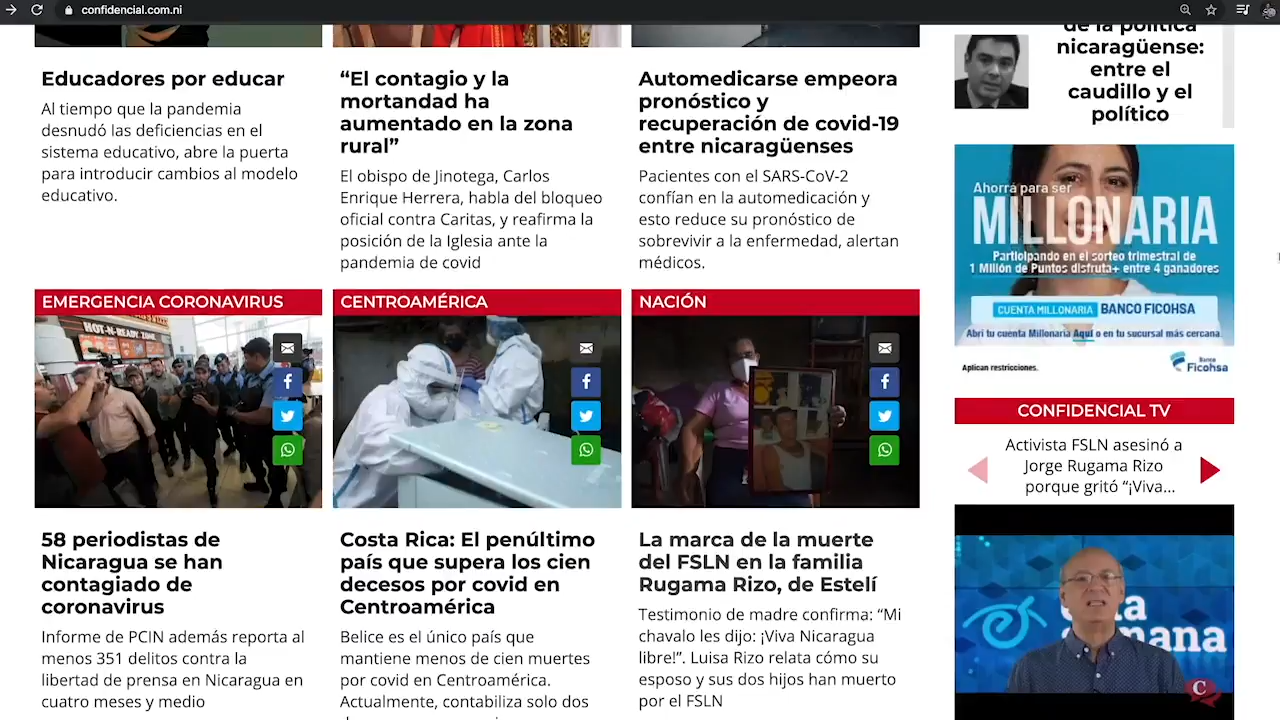 confidencial.com.ni
Educadores por educar
Al tiempo que la pandemia
desnudó las deficiencias en el
sistema educativo, abre la puerta
para introducir cambios al modelo
educativo.
“El contagio y la
mortandad ha
aumentado en la zona
rural”
El obispo de Jinotega, Carlos
Enrique Herrera, habla del bloqueo
oficial contra Caritas, y reafirma la
posición de la Iglesia ante la
pandemia de covid
Automedicarse empeora
pronóstico y
recuperación de covid-19
entre nicaragüenses
Pacientes con el SARS-CoV-2
confían en la automedicación y
esto reduce su pronóstico de
sobrevivir a la enfermedad, alertan
médicos.
EMERGENCIA CORONAVIRUS
HOT-N-READY
58 periodistas de
Nicaragua se han
contagiado de
coronavirus
Informe de PCIN además reporta al
menos 351 delitos contra la
libertad de prensa en Nicaragua en
cuatro meses y medio
CENTROAMÉRICA
Costa Rica: El penúltimo
país que supera los cien
decesos por covid en
Centroamérica
Belice es el único país que
mantiene menos de cien muertes
por covid en Centroamérica.
Actualmente, contabiliza solo dos
NACIÓN
La marca de la muerte
del FSLN en la familia
Rugama Rizo, de Estelí
Testimonio de madre confirma: “Mi
chavalo les dijo: ¡Viva Nicaragua
libre!”. Luisa Rizo relata cómo su
esposo y sus dos hijos han muerto
por el FSLN
de la política
nicaragüense:
entre el
caudillo y el
político
Ahorrá para ser
MILLONARIA
Participando en el sorteo trimestral de
1 Millón de Puntos disfruta+ entre 4 ganadores
CUENTA MILLONARIA BANCO FICOHSA
Abrí tu cuenta Millonaria Aquí o en tu sucursal más cercana.
Aplican restricciones.
Banco
Ficohsa
CONFIDENCIAL TV
Activista FSLN asesinó a
Jorge Rugama Rizo
porque gritó “¡Viva...
C